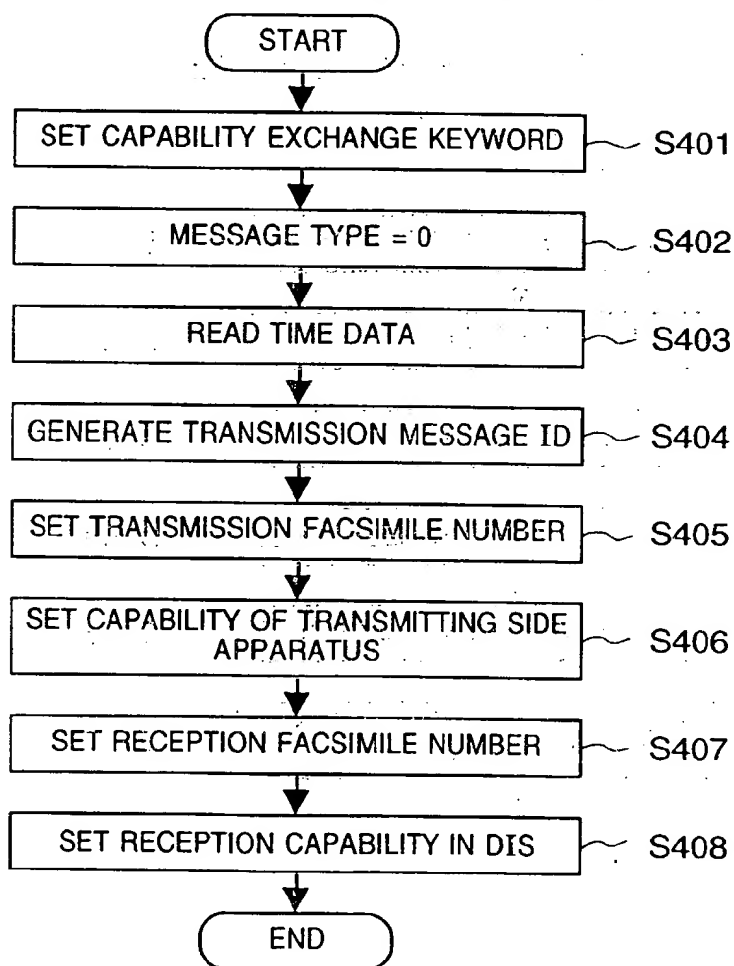 START
SET CAPABILITY EXCHANGE KEYWORD S401
MESSAGE TYPE = 0 S402
READ TIME DATA S403
GENERATE TRANSMISSION MESSAGE ID S404
SET TRANSMISSION FACSIMILE NUMBER S405
SET CAPABILITY OF TRANSMITTING SIDE
APPARATUS S406
SET RECEPTION FACSIMILE NUMBER S407
SET RECEPTION CAPABILITY IN DIS S408
END